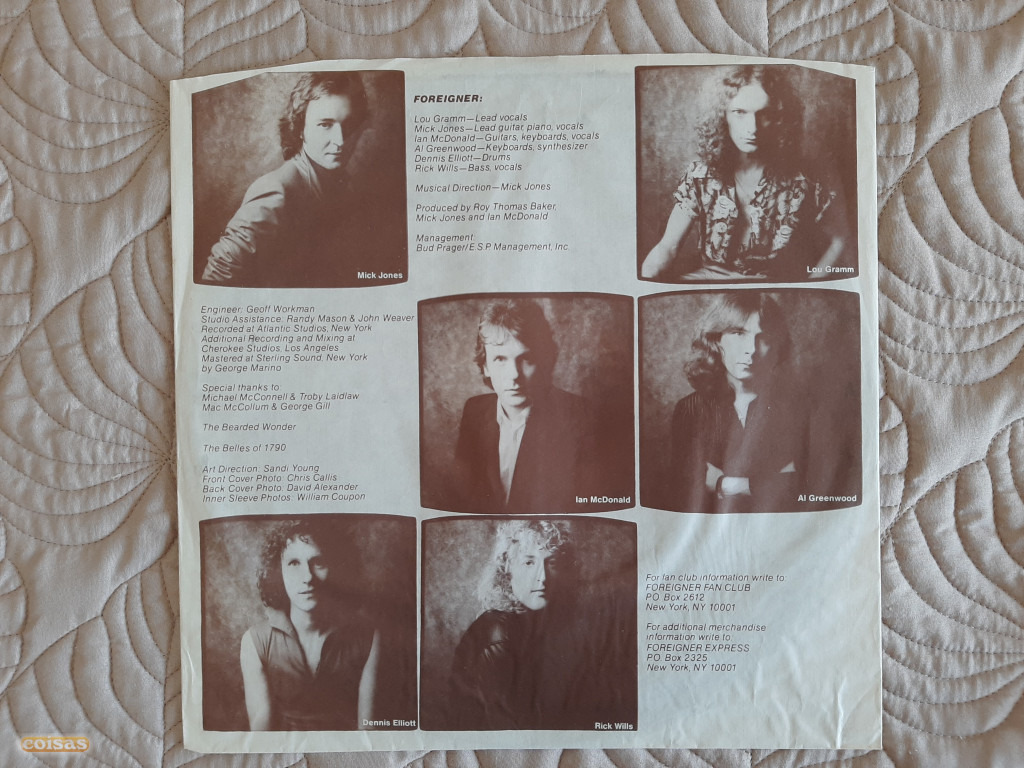 Mick Jones
FOREIGNER:
Lou Gramm—Lead vocals
Mick Jones—Lead guitar piano, vocals
Ian McDonald—Guitars, keyboards, vocals
Al Greenwood—Keyboards, synthesizer
Dennis Elliott—Drums
Rick Wills—Bass, vocals
Musical Direction—Mick Jones
Produced by Roy Thomas Baker,
Mick Jones and Ian McDonald
Management:
Bud Prager/E.S.P. Management, Inc.
Lou Gramm
Engineer: Geoff Workman
Studio Assistance: Randy Mason & John Weaver
Recorded at Atlantic Studios, New York
Additional Recording and Mixing at
Cherokee Studios, Los Angeles
Mastered at Sterling Sound, New York
by George Marino
Special thanks to:
Michael McConnell & Troby Laidlaw
Mac McCollum & George Gill
The Bearded Wonder
The Belles of 1790
Art Direction: Sandi Young
Front Cover Photo: Chris Callis
Back Cover Photo: David Alexander
Inner Sleeve Photos: William Coupon
Ian McDonald
Al Greenwood
Dennis Elliott
Rick Wills
For fan club information write to:
FOREIGNER FAN CLUB
P.O. Box 2612
New York, NY 10001
For additional merchandise
information write to:
FOREIGNER EXPRESS
P.O. Box 2325
New York, NY 10001
coisas